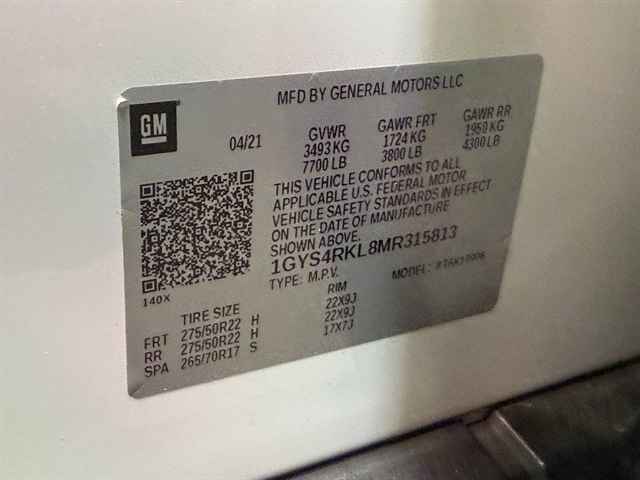 MFD BY GENERAL MOTORS LLC
GM
04/21
GVWR GAWR FRT GAWR RR
3493 KG 1724 KG 1950 KG
7700 LB 3800 LB 4300 LB
THIS VEHICLE CONFORMS TO ALL
APPLICABLE U.S. FEDERAL MOTOR
VEHICLE SAFETY STANDARDS IN EFFECT
ON THE DATE OF MANUFACTURE
SHOWN ABOVE.
1GYS4RKL8MR315813
TYPE: M.P.V. MODEL:
140X
TIRE SIZE RIM
FRT 275/50R22 H 22X9J
RR 275/50R22 H 22X9J
SPA 265/70R17 S 17X7J